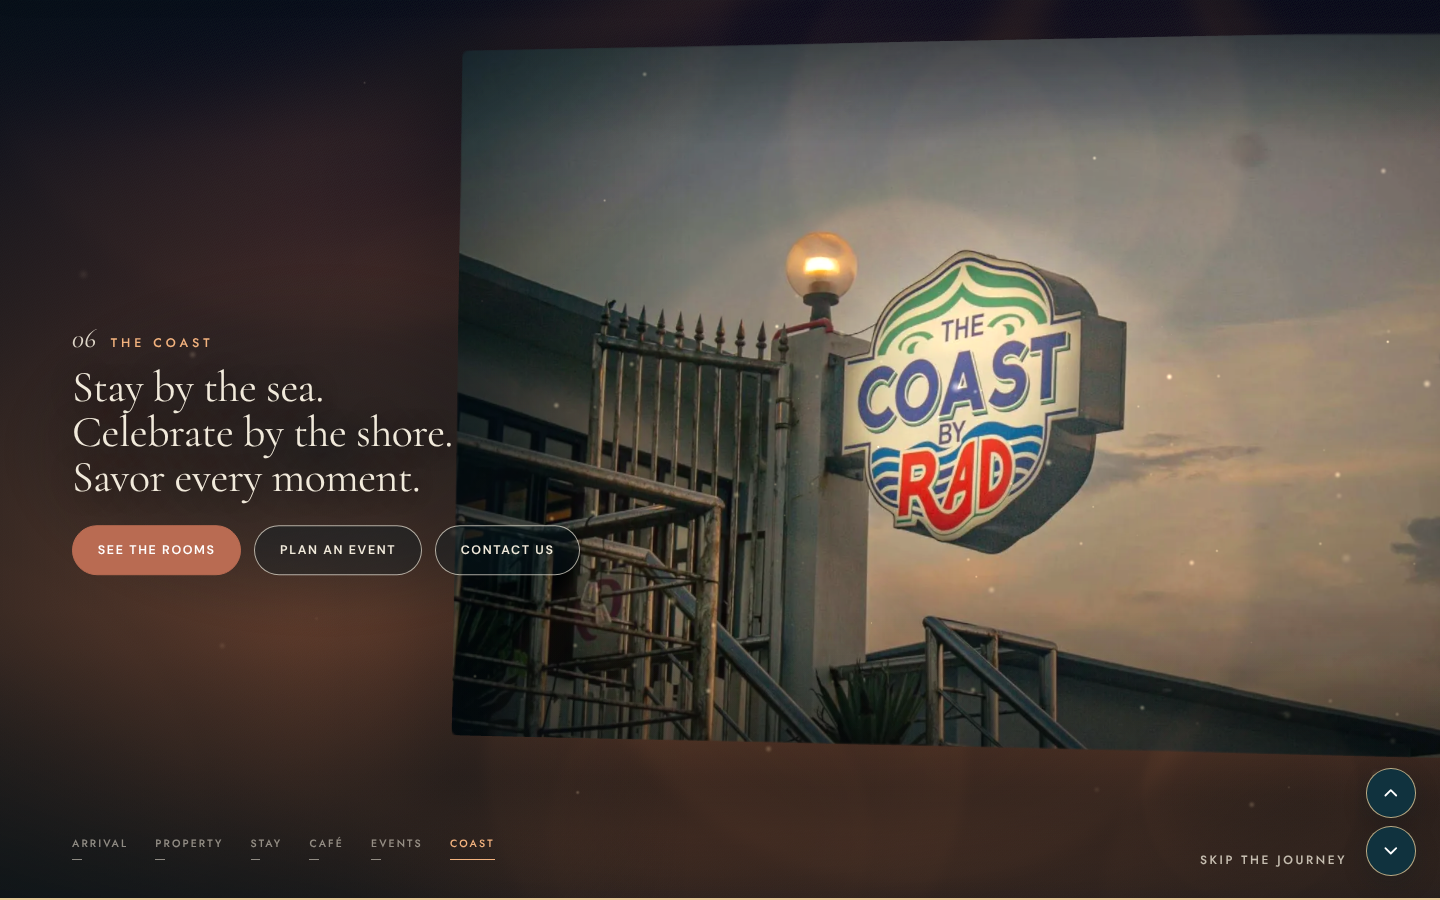 06 THE COAST
Stay by the sea.
Celebrate by the shore.
Savor every moment.
SEE THE ROOMS
PLAN AN EVENT
CONTACT US
THE
COAST
BY
RAD
ARRIVAL
PROPERTY
STAY
CAFÉ
EVENTS
COAST
SKIP THE JOURNEY